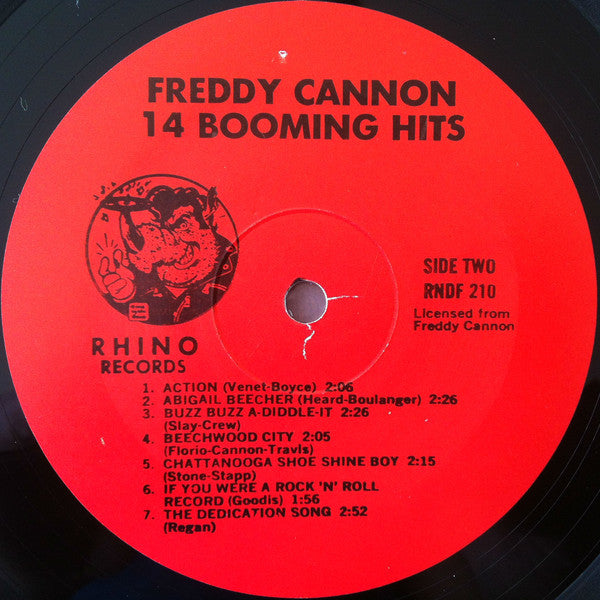 FREDDY CANNON
14 BOOMING HITS
SIDE TWO
RNDF 210
Licensed from
Freddy Cannon
RHINO
RECORDS
1. ACTION (Venet-Boyce) 2:06
2. ABIGAIL BEECHER (Heard-Boulanger) 2:26
3. BUZZ BUZZ A-DIDDLE-IT 2:26
(Slay-Crew)
4. BEECHWOOD CITY 2:05
(Florio-Cannon-Travis)
5. CHATTANOOGA SHOE SHINE BOY 2:15
(Stone-Stapp)
6. IF YOU WERE A ROCK 'N' ROLL
RECORD (Goodis) 1:56
7. THE DEDICATION SONG 2:52
(Regan)